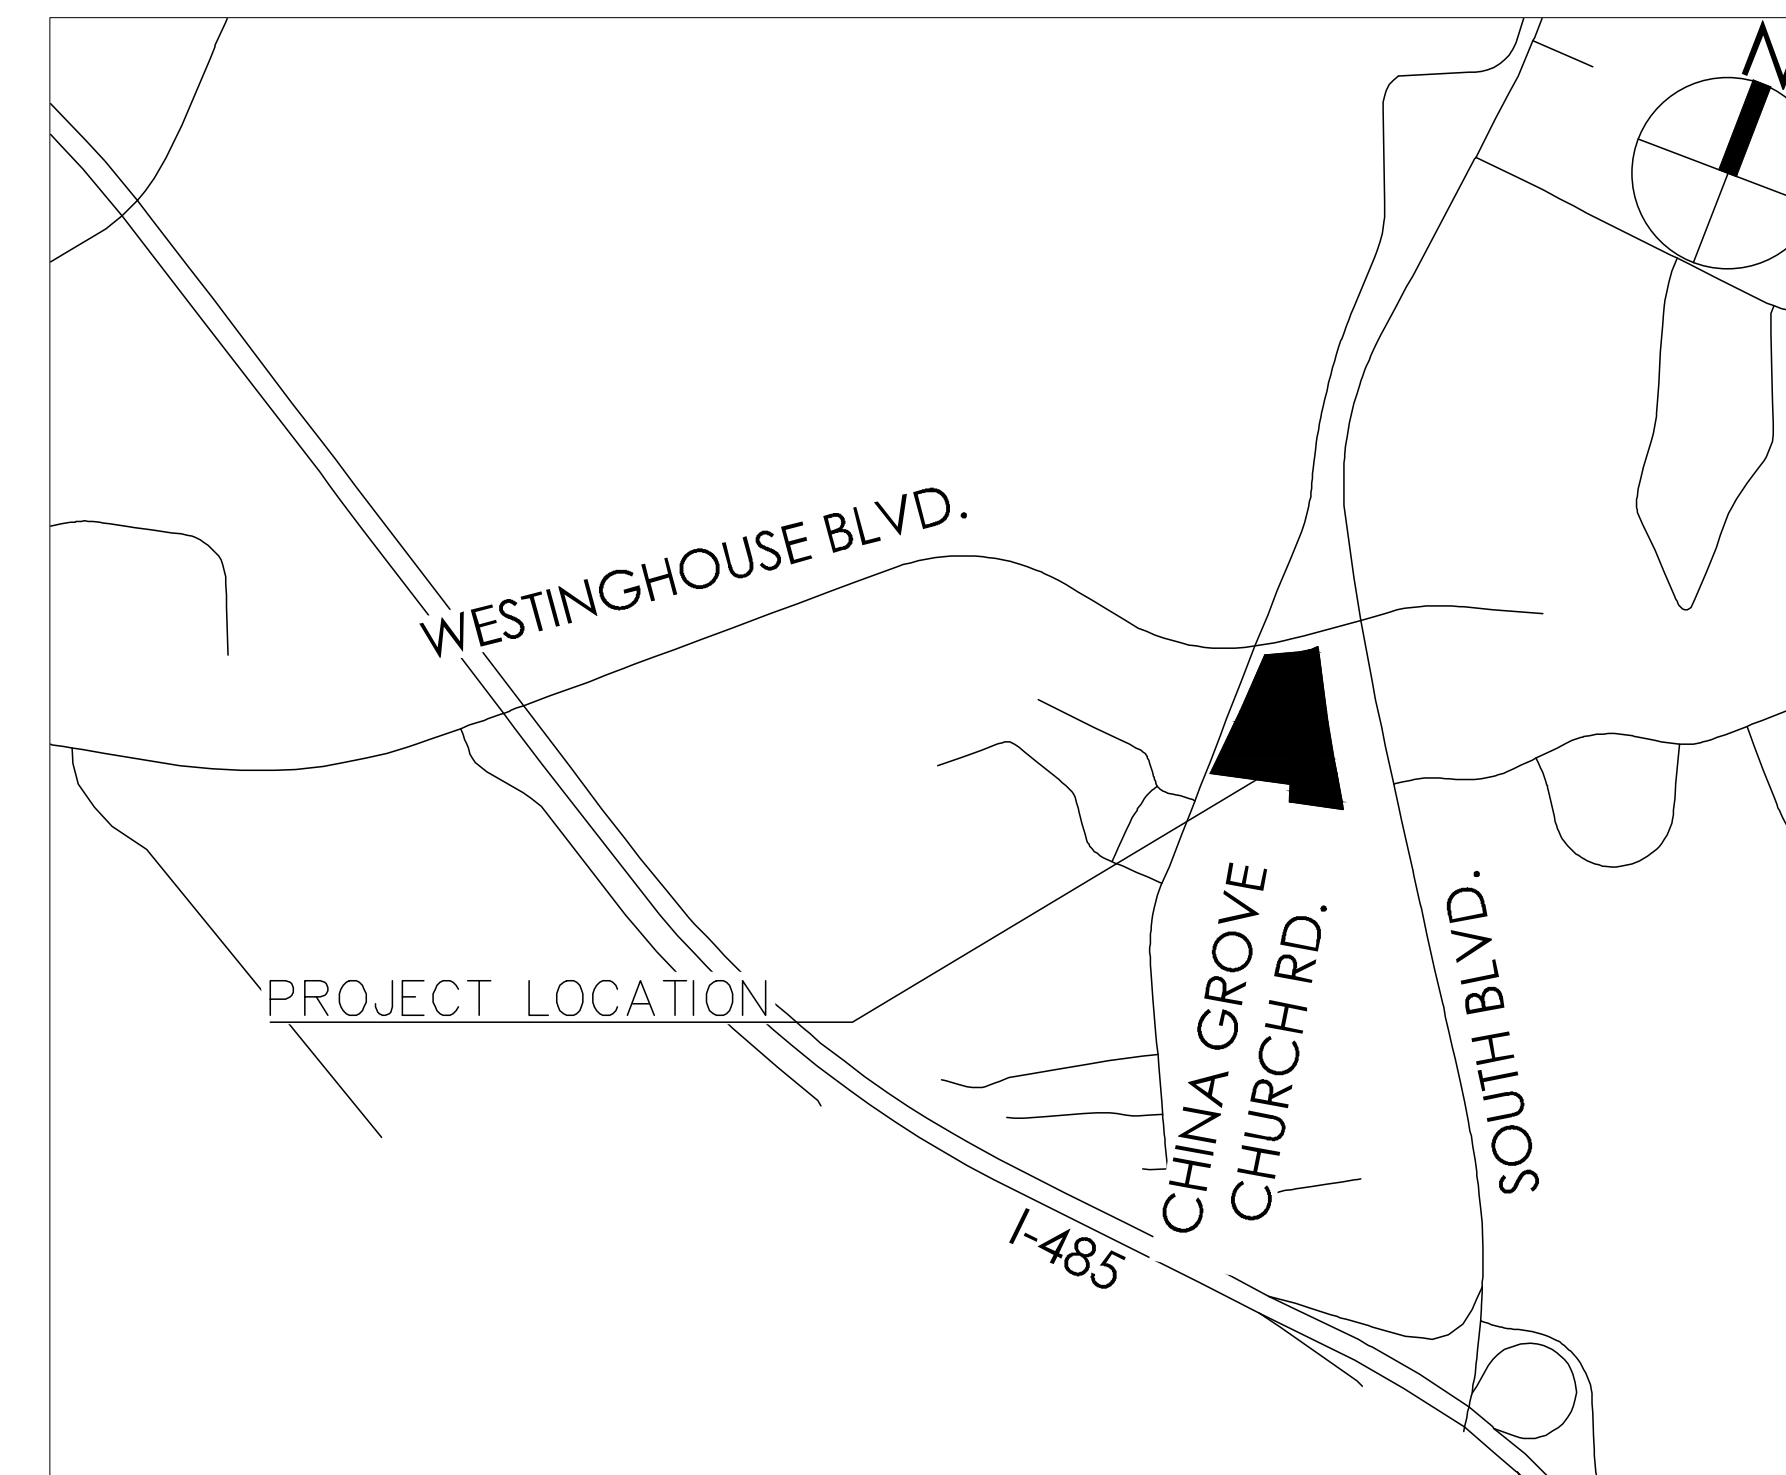 N
WESTINGHOUSE BLVD.
PROJECT LOCATION
CHINA GROVE
CHURCH RD.
SOUTH BLVD.
I-485